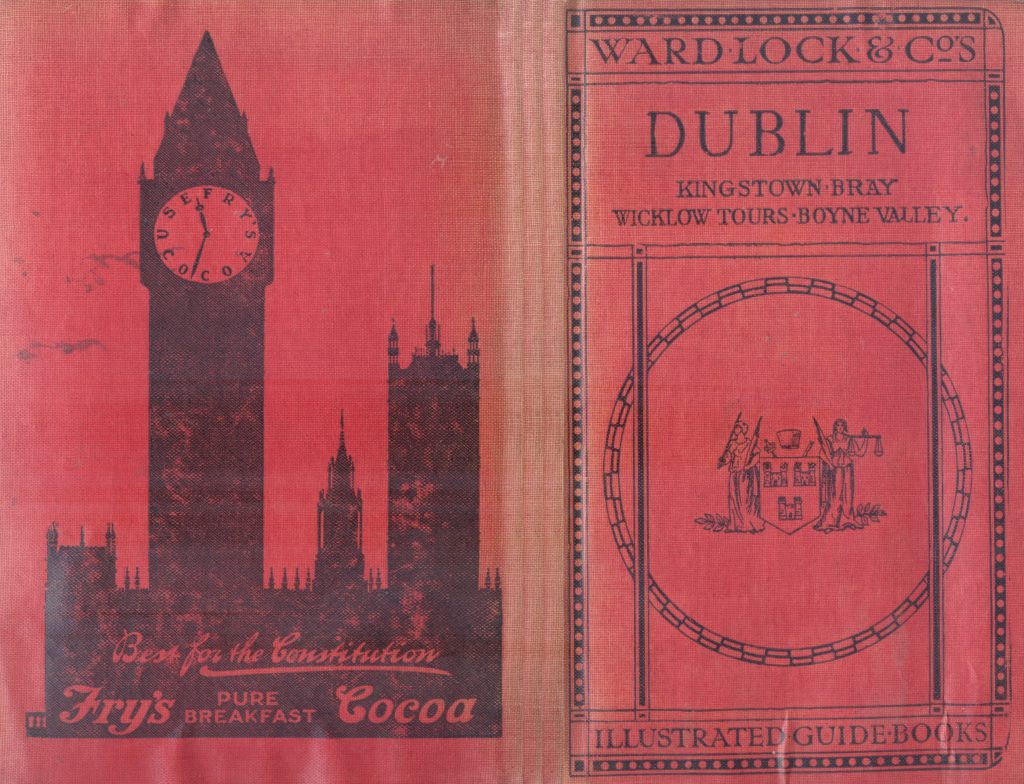 USE FRY'S
COCOA
Best for the Constitution
Fry's PURE BREAKFAST Cocoa
WARD·LOCK·& Co's
DUBLIN
KINGSTOWN·BRAY
WICKLOW TOURS·BOYNE VALLEY.
ILLUSTRATED·GUIDE·BOOKS